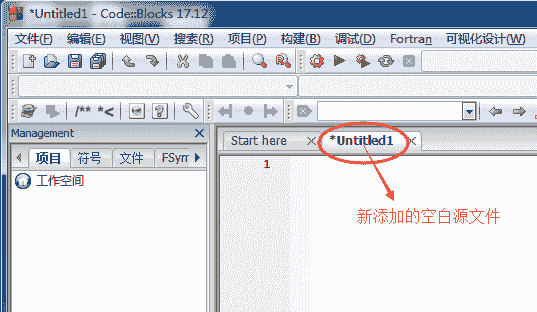 *Untitled1 - Code::Blocks 17.12
文件(F) 编辑(E) 视图(V) 搜索(R) 项目(P) 构建(B) 调试(D) Fortran 可视化设计(W)
/** *<
Management
项目 符号 文件 FSym
工作空间
Start here *Untitled1
1
新添加的空白源文件